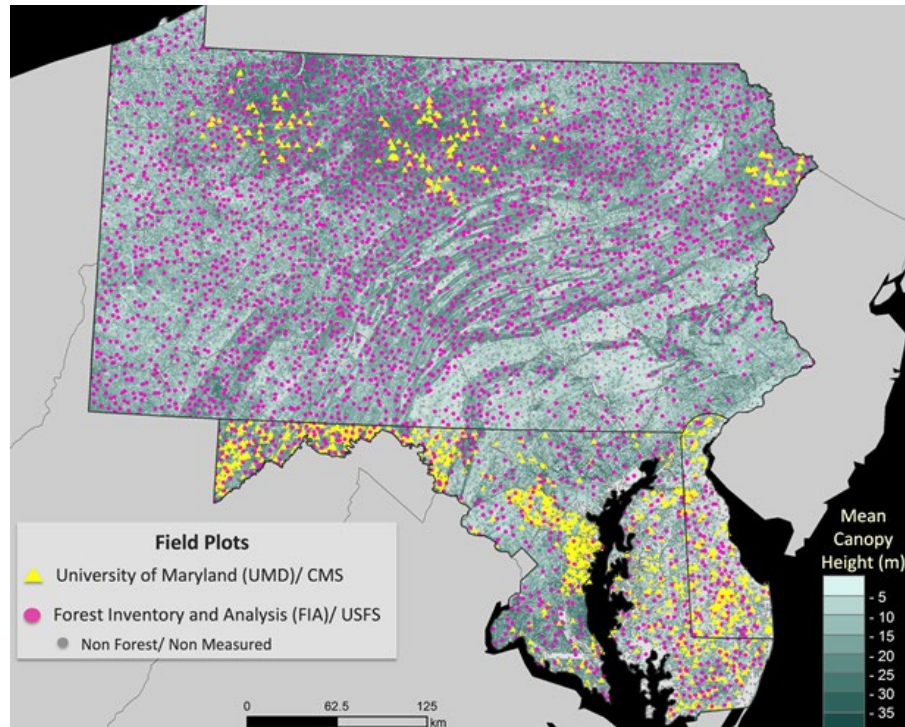 Field Plots
University of Maryland (UMD)/ CMS
Forest Inventory and Analysis (FIA)/ USFS
Non Forest/ Non Measured
0 62.5 125
km
Mean
Canopy
Height (m)
- 5
- 10
- 15
- 20
- 25
- 30
- 35